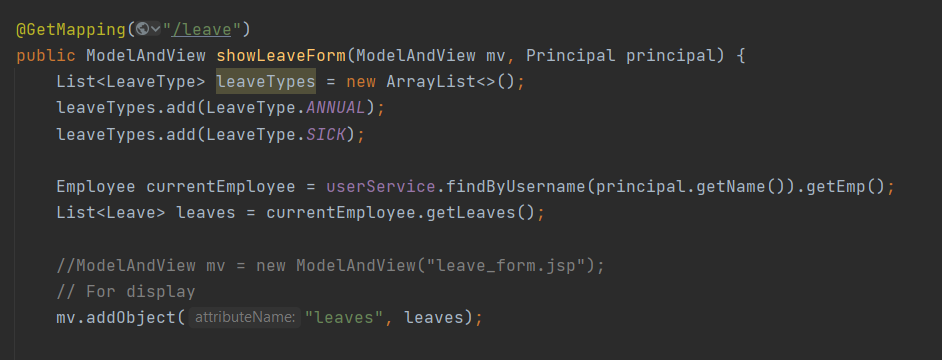 @GetMapping("/leave")
public ModelAndView showLeaveForm(ModelAndView mv, Principal principal) {
List<LeaveType> leaveTypes = new ArrayList<>();
leaveTypes.add(LeaveType.ANNUAL);
leaveTypes.add(LeaveType.SICK);
Employee currentEmployee = userService.findByUsername(principal.getName()).getEmp();
List<Leave> leaves = currentEmployee.getLeaves();
//ModelAndView mv = new ModelAndView("leave_form.jsp");
// For display
mv.addObject( attributeName: "leaves", leaves);